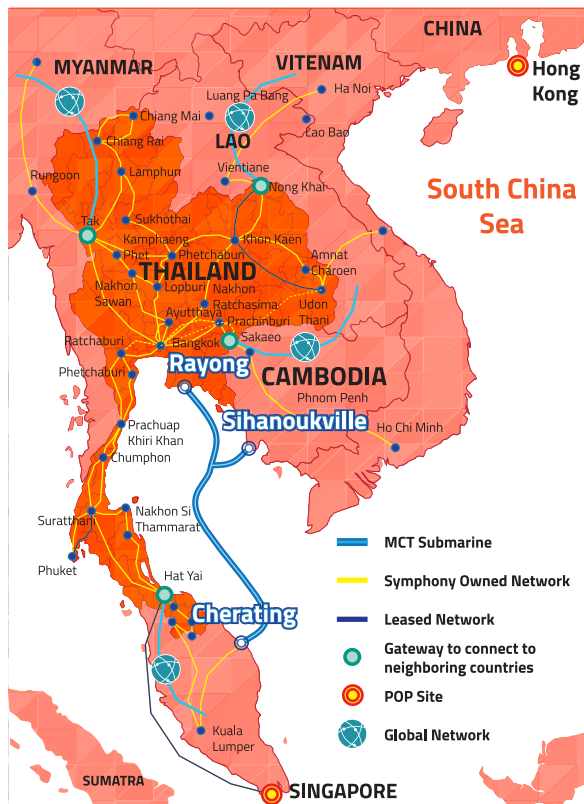 CHINA
MYANMAR
VITENAM
Hong
Kong
Luang Pa Bang
Ha Noi
Chiang Mai
Lao Bao
Chiang Rai
LAO
Lamphun
Vientiane
Rungoon
Nong Khai
South China
Sea
Sukhothai
Tak
Kamphaeng
Phet
Phetchabun
Khon Kaen
Amnat
Charoen
THAILAND
Nakhon
Sawan
Lopburi
Nakhon
Ratchasima
Udon
Thani
Ayutthaya
Prachinburi
Ratchaburi
Bangkok
Sakaeo
Rayong
Phetchaburi
CAMBODIA
Phnom Penh
Sihanoukville
Ho Chi Minh
Prachuap
Khiri Khan
Chumphon
Suratthani
Nakhon Si
Thammarat
Phuket
Hat Yai
Cherating
Kuala
Lumper
SUMATRA
SINGAPORE
MCT Submarine
Symphony Owned Network
Leased Network
Gateway to connect to
neighboring countries
POP Site
Global Network